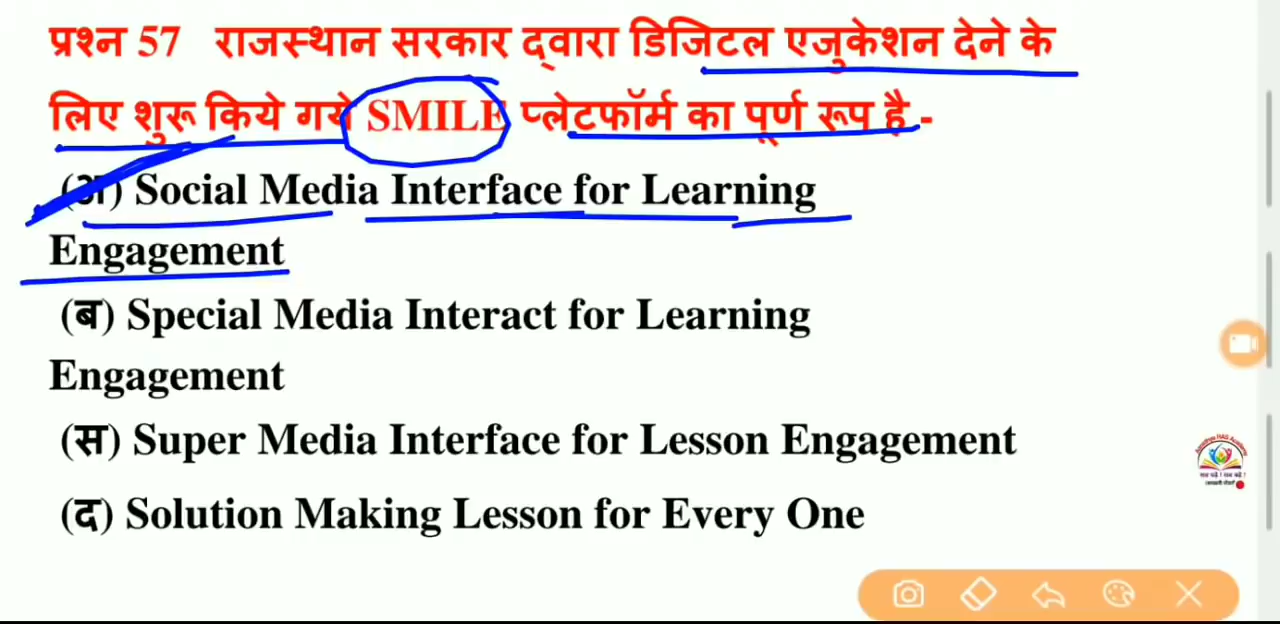 प्रश्न 57 राजस्थान सरकार द्वारा डिजिटल एजुकेशन देने के
लिए शुरू किये गये SMILE प्लेटफॉर्म का पूर्ण रूप है -
(अ) Social Media Interface for Learning
Engagement
(ब) Special Media Interact for Learning
Engagement
(स) Super Media Interface for Lesson Engagement
(द) Solution Making Lesson for Every One